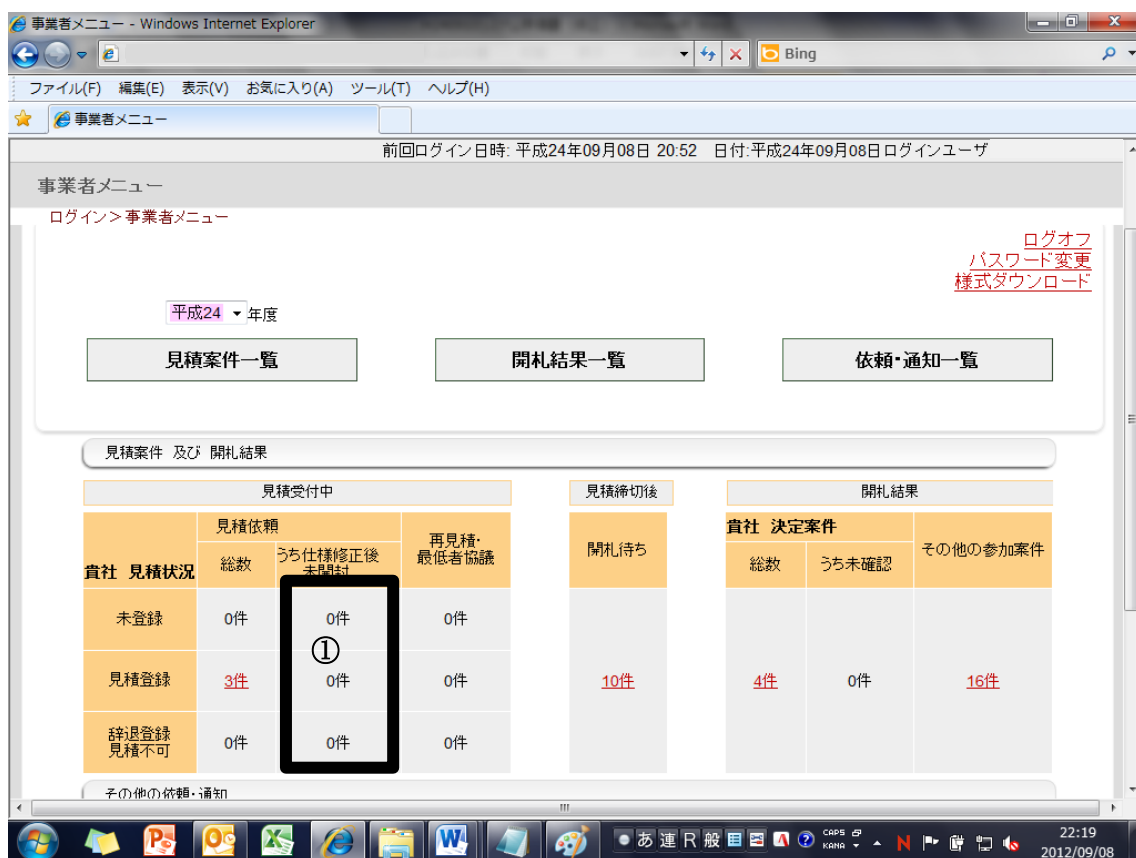 事業者メニュー - Windows Internet Explorer
Bing
ファイル(F) 編集(E) 表示(V) お気に入り(A) ツール(T) ヘルプ(H)
事業者メニュー
前回ログイン日時: 平成24年09月08日 20:52 日付:平成24年09月08日ログインユーザ
事業者メニュー
ログイン＞事業者メニュー
ログオフ
パスワード変更
様式ダウンロード
平成24 年度
見積案件一覧 開札結果一覧 依頼・通知一覧
見積案件 及び 開札結果
見積受付中 見積締切後 開札結果
貴社 見積状況
見積依頼
総数
うち仕様修正後
未開封
再見積・
最低者協議
開札待ち
貴社 決定案件
総数 うち未確認
その他の参加案件
未登録 0件 0件 0件
①
見積登録 3件 0件 0件 10件 4件 0件 16件
辞退登録
見積不可
0件 0件 0件
その他の依頼・通知
あ 連 R 般
CAPS
KANA
22:19
2012/09/08